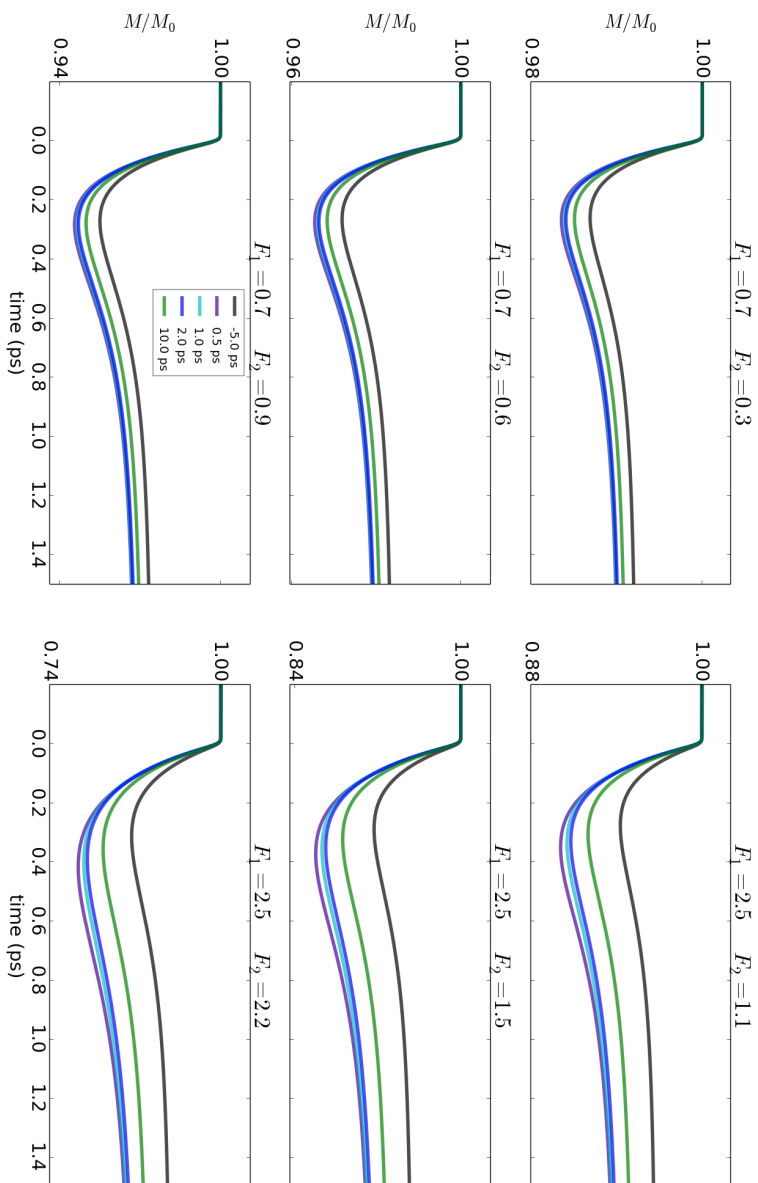 F₁=0.7 F₂=0.3
F₁=2.5 F₂=1.1
M/M₀
1.00
0.98
1.00
0.88
F₁=0.7 F₂=0.6
F₁=2.5 F₂=1.5
M/M₀
1.00
0.96
1.00
0.84
F₁=0.7 F₂=0.9
F₁=2.5 F₂=2.2
M/M₀
1.00
0.94
-5.0 ps
0.5 ps
1.0 ps
2.0 ps
10.0 ps
1.00
0.74
0.0 0.2 0.4 0.6 0.8 1.0 1.2 1.4
time (ps)
0.0 0.2 0.4 0.6 0.8 1.0 1.2 1.4
time (ps)